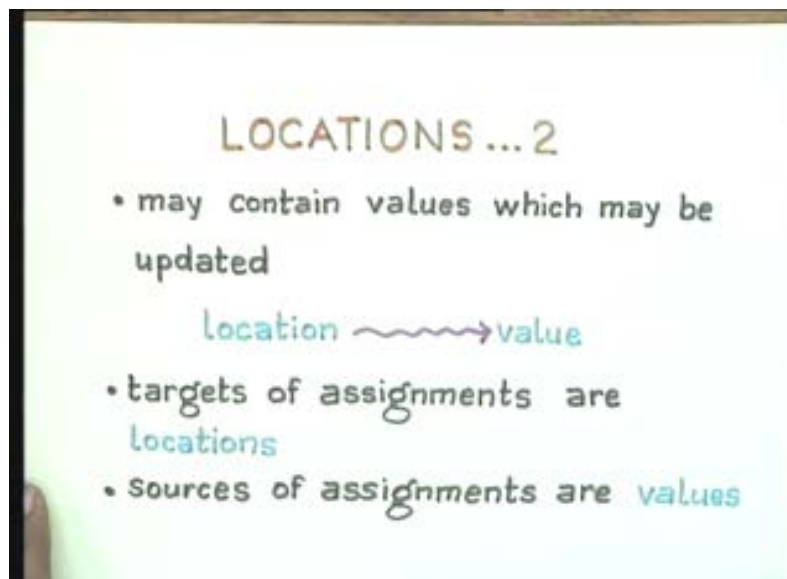 LOCATIONS...2
• may contain values which may be
updated
location → value
• targets of assignments are
locations
• sources of assignments are values